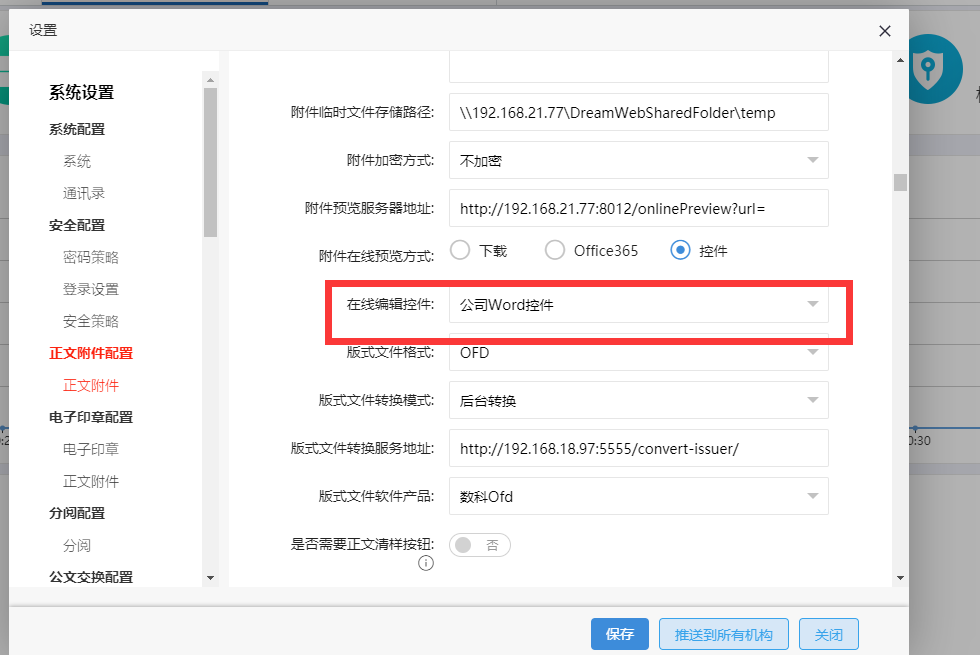 设置
系统设置
系统配置
系统
通讯录
安全配置
密码策略
登录设置
安全策略
正文附件配置
正文附件
电子印章配置
电子印章
正文附件
分阅配置
分阅
公文交换配置
附件临时文件存储路径: \\192.168.21.77\DreamWebSharedFolder\temp
附件加密方式: 不加密
附件预览服务器地址: http://192.168.21.77:8012/onlinePreview?url=
附件在线预览方式: 下载 Office365 控件
在线编辑控件: 公司Word控件
版式文件格式: OFD
版式文件转换模式: 后台转换
版式文件转换服务地址: http://192.168.18.97:5555/convert-issuer/
版式文件软件产品: 数科Ofd
是否需要正文清样按钮: 否
保存 推送到所有机构 关闭